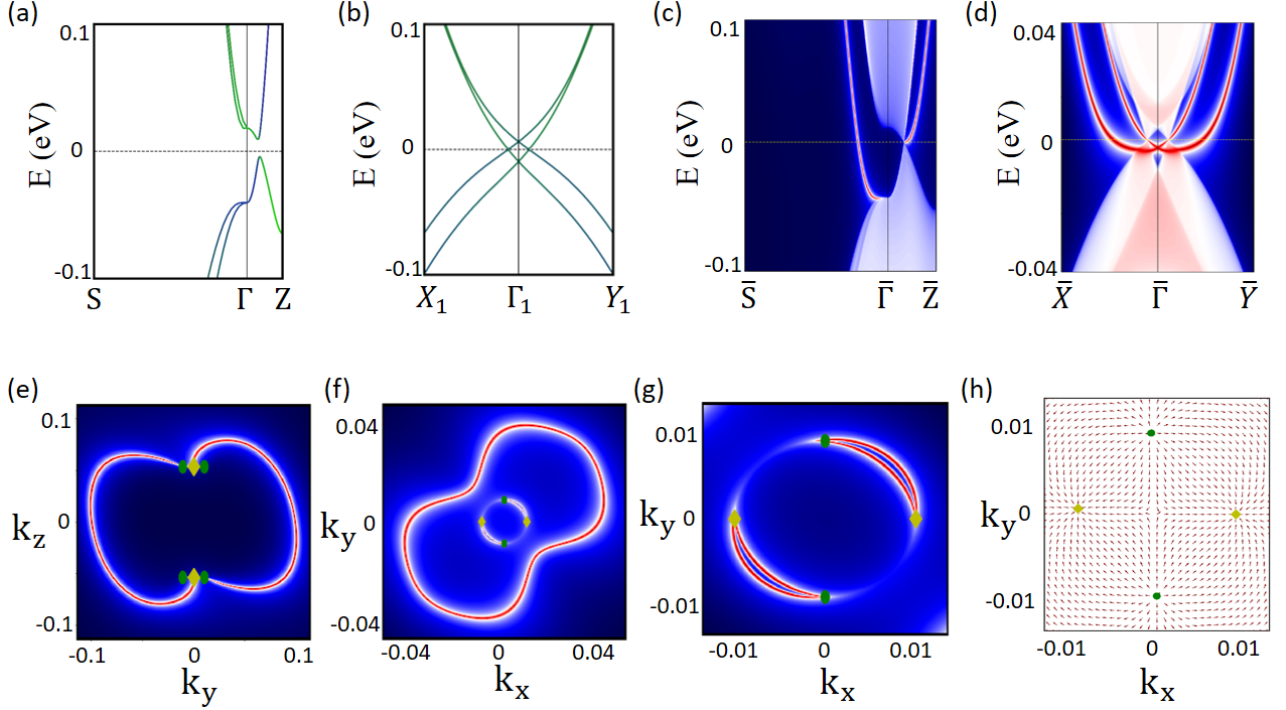 (a)
0.1
E (eV)
0
-0.1
S
Γ
Z
(b)
0.1
E (eV)
0
-0.1
X1
Γ1
Y1
(c)
0.1
E (eV)
0
-0.1
S̄
Γ̄
Z̄
(d)
0.04
E (eV)
0
-0.04
X̄
Γ̄
Ȳ
(e)
0.1
kz
0
-0.1
-0.1
0
0.1
ky
(f)
0.04
ky
0
-0.04
-0.04
0
0.04
kx
(g)
0.01
ky
0
-0.01
-0.01
0
0.01
kx
(h)
0.01
ky
0
-0.01
-0.01
0
0.01
kx